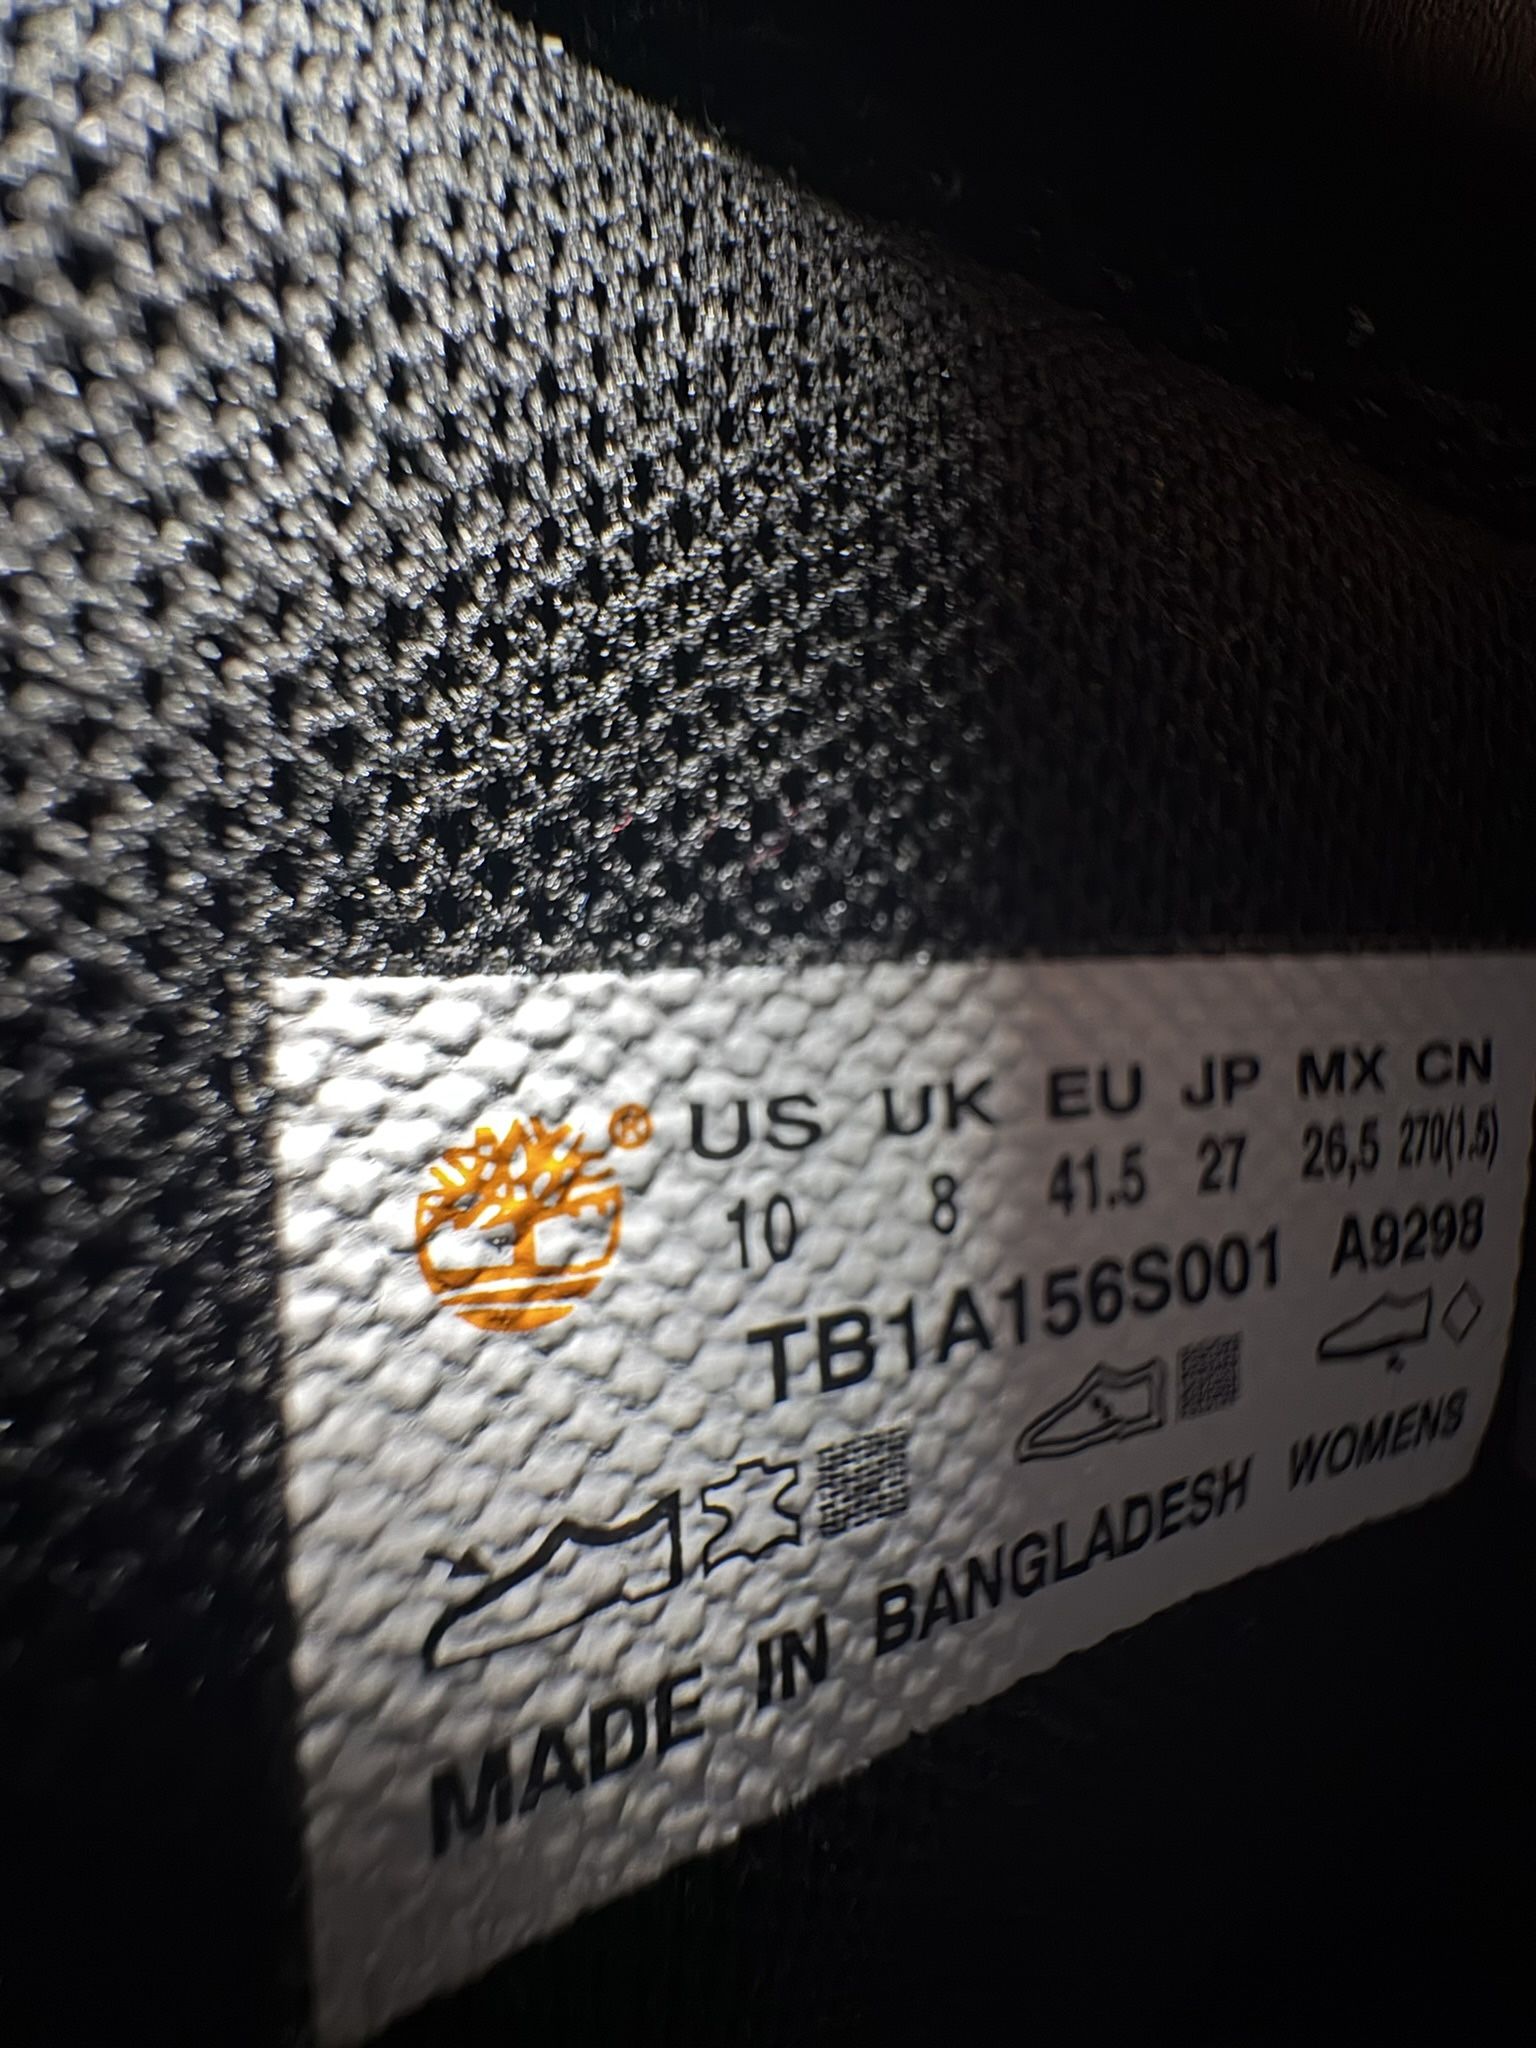 ® US UK EU JP MX CN
10 8 41.5 27 26,5 270(1.5)
TB1A156S001 A9298
MADE IN BANGLADESH WOMENS